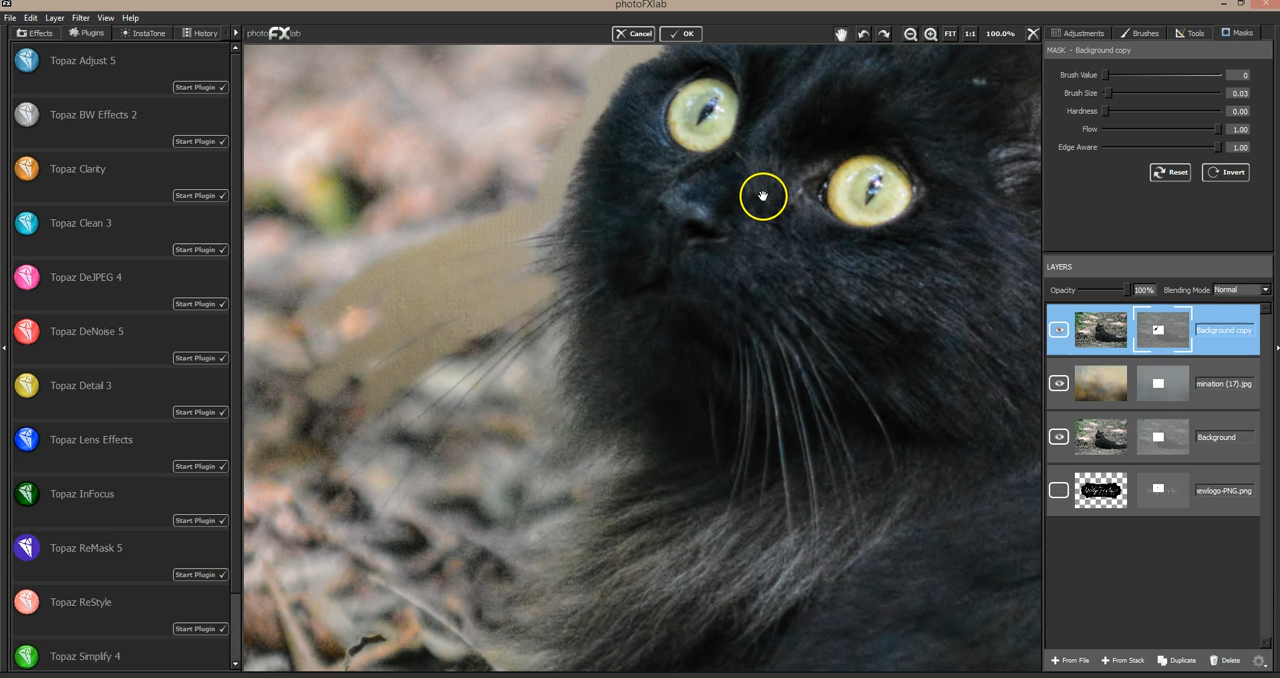 photoFXlab
File Edit Layer Filter View Help
Effects Plugins InstaTone History
photoFXlab
Cancel OK
FIT 1:1 100.0%
Adjustments Brushes Tools Masks
MASK - Background copy
Brush Value 0
Brush Size 0.03
Hardness 0.00
Flow 1.00
Edge Aware 1.00
Reset Invert
LAYERS
Opacity 100% Blending Mode Normal
Background copy
mination (17).jpg
Background
newlogo-PNG.png
From File From Stack Duplicate Delete
Topaz Adjust 5
Start Plugin
Topaz BW Effects 2
Start Plugin
Topaz Clarity
Start Plugin
Topaz Clean 3
Start Plugin
Topaz DeJPEG 4
Start Plugin
Topaz DeNoise 5
Start Plugin
Topaz Detail 3
Start Plugin
Topaz Lens Effects
Start Plugin
Topaz InFocus
Start Plugin
Topaz ReMask 5
Start Plugin
Topaz ReStyle
Start Plugin
Topaz Simplify 4